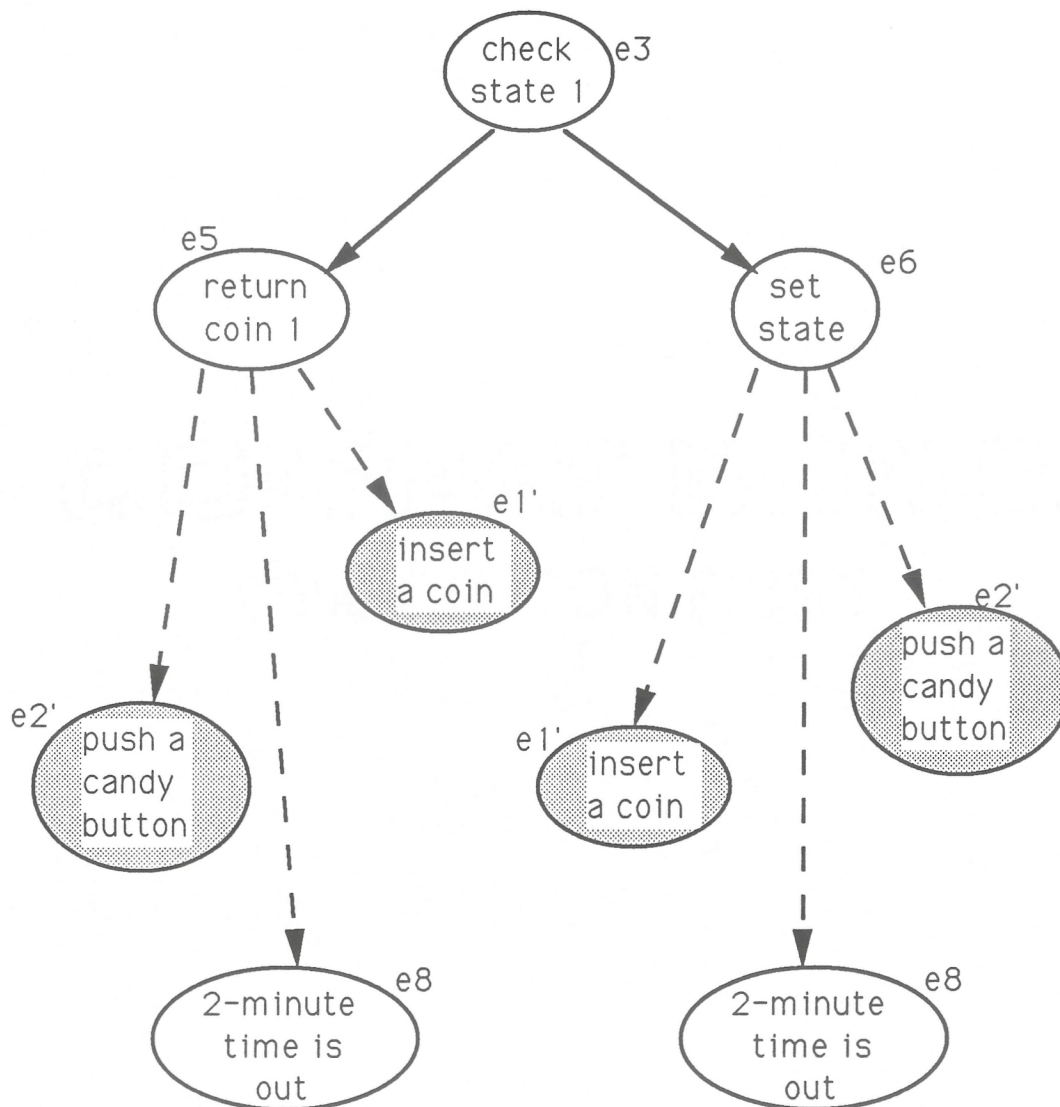 check
state 1
e3
e5
return
coin 1
e6
set
state
e1'
insert
a coin
e2'
push a
candy
button
e2'
push a
candy
button
e1'
insert
a coin
e8
2-minute
time is
out
e8
2-minute
time is
out